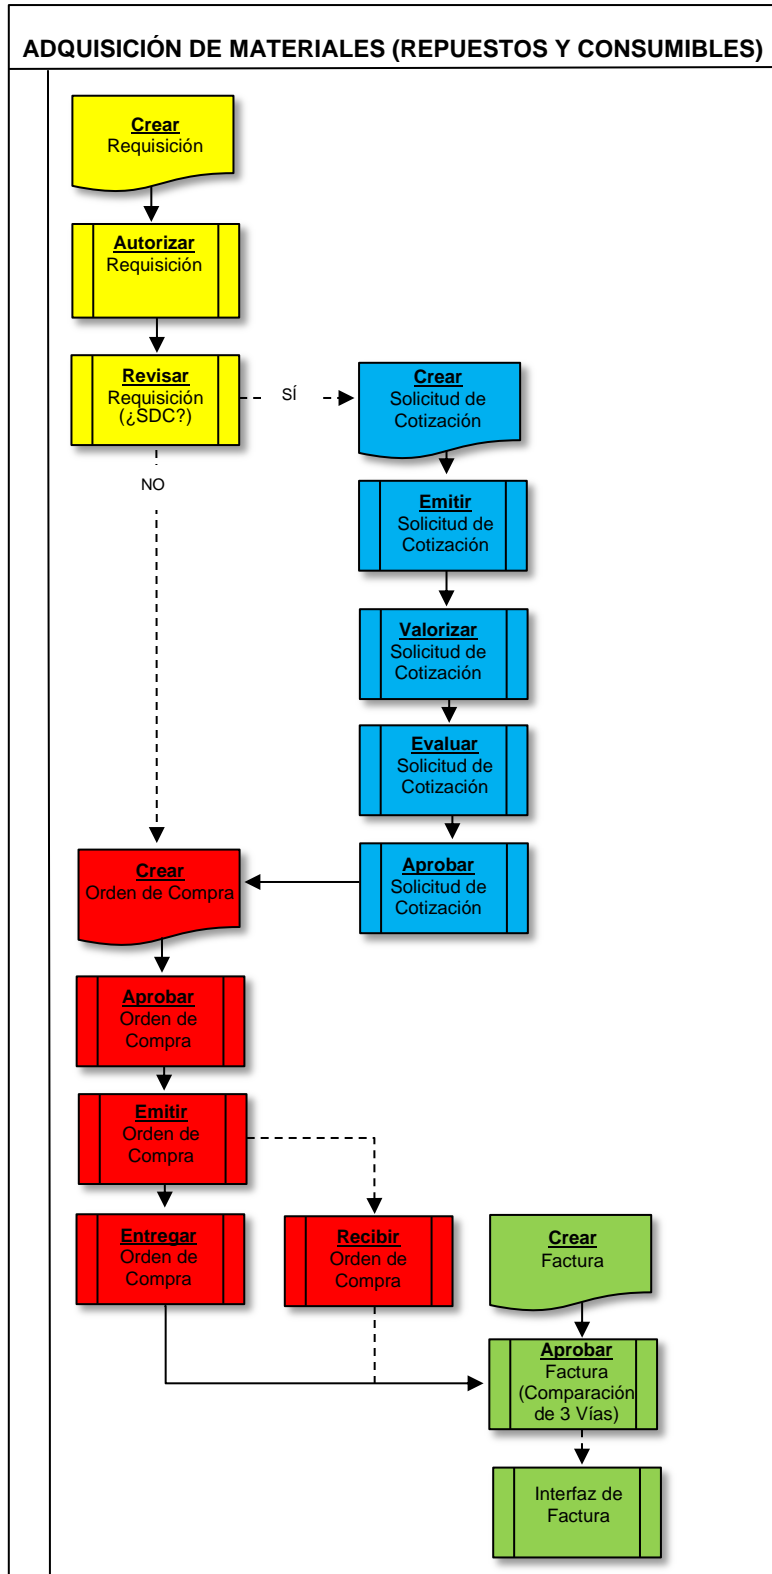 ADQUISICIÓN DE MATERIALES (REPUESTOS Y CONSUMIBLES)
Crear
Requisición
Autorizar
Requisición
Revisar
Requisición
(¿SDC?)
SÍ
NO
Crear
Solicitud de
Cotización
Emitir
Solicitud de
Cotización
Valorizar
Solicitud de
Cotización
Evaluar
Solicitud de
Cotización
Aprobar
Solicitud de
Cotización
Crear
Orden de Compra
Aprobar
Orden de
Compra
Emitir
Orden de
Compra
Entregar
Orden de
Compra
Recibir
Orden de
Compra
Crear
Factura
Aprobar
Factura
(Comparación
de 3 Vías)
Interfaz de
Factura